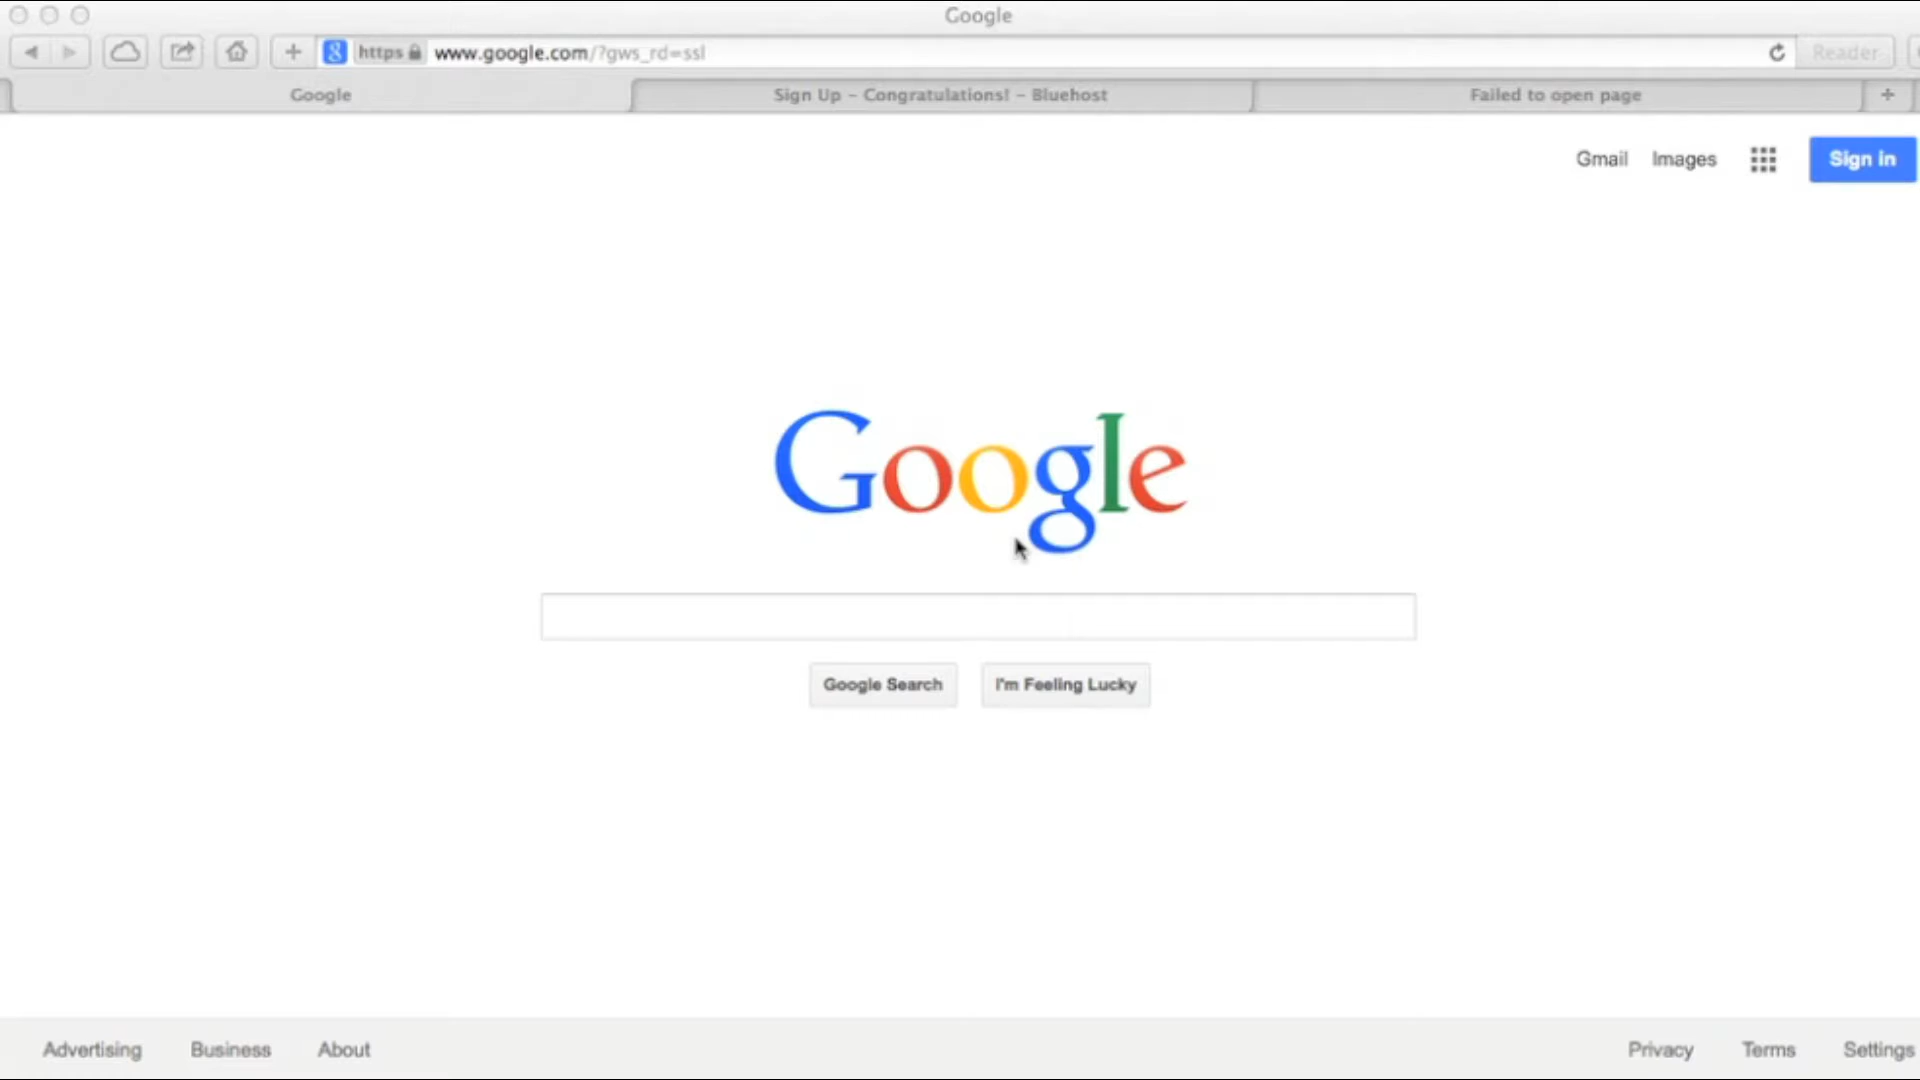 Google
https www.google.com/?gws_rd=ssl Reader
Google Sign Up - Congratulations! - Bluehost Failed to open page +
Gmail Images Sign in
Google
Google Search I'm Feeling Lucky
Advertising Business About Privacy Terms Settings